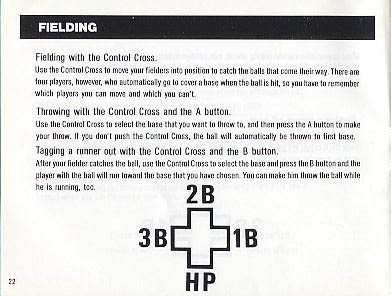 FIELDING
Fielding with the Control Cross.
Use the Control Cross to move your fielders into position to catch the balls that come their way. There are
four players, however, who automatically go to cover a base when the ball is hit, so you have to remember
which players you can move and which you can't.
Throwing with the Control Cross and the A button.
Use the Control Cross to select the base that you want to throw to, and then press the A button to make
your throw. If you don't push the Control Cross, the ball will automatically be thrown to first base.
Tagging a runner out with the Control Cross and the B button.
After your fielder catches the ball, use the Control Cross to select the base and press the B button and the
player with the ball will run toward the base that you have chosen. You can make him throw the ball while
he is running, too.
2B
3B 1B
HP
22